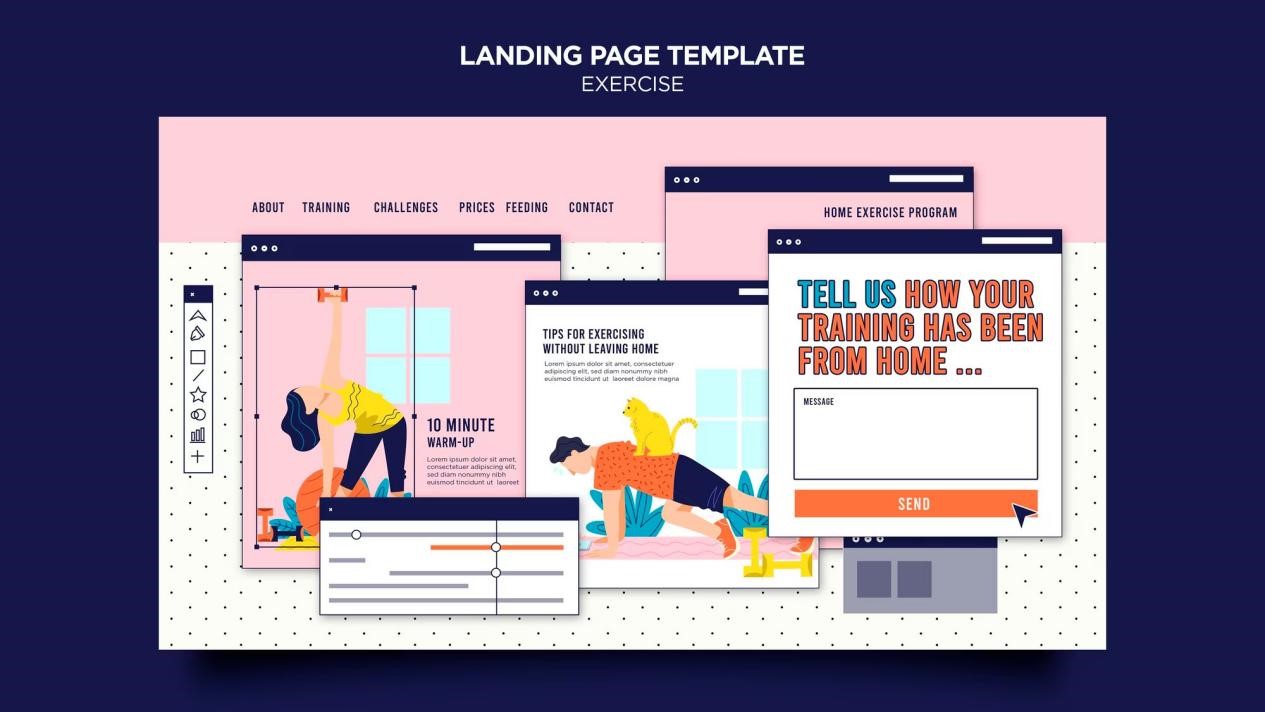 LANDING PAGE TEMPLATE
EXERCISE
ABOUT TRAINING CHALLENGES PRICES FEEDING CONTACT
HOME EXERCISE PROGRAM
TELL US HOW YOUR
TRAINING HAS BEEN
FROM HOME ...
MESSAGE
SEND
TIPS FOR EXERCISING
WITHOUT LEAVING HOME
Lorem ipsum dolor sit amet, consectetuer
adipiscing elit, sed diam nonummy nibh
euismod tincidunt ut laoreet dolore magna
10 MINUTE
WARM-UP
Lorem ipsum dolor sit amet,
consectetuer adipiscing elit,
sed diam nonummy nibh
euismod tincidunt ut laoreet